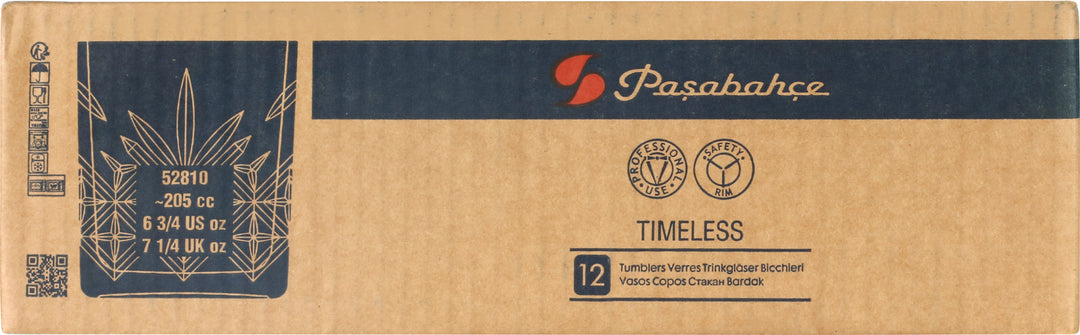 Paşabahçe
PROFESSIONAL
USE
SAFETY
RIM
52810
~205 cc
6 3/4 US oz
7 1/4 UK oz
TIMELESS
12
Tumblers Verres Trinkgläser Bicchieri
Vasos Copos Стакан Bardak